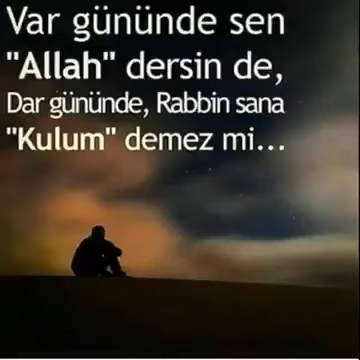 Var gününde sen
"Allah" dersin de,
Dar gününde, Rabbin sana
"Kulum" demez mi...